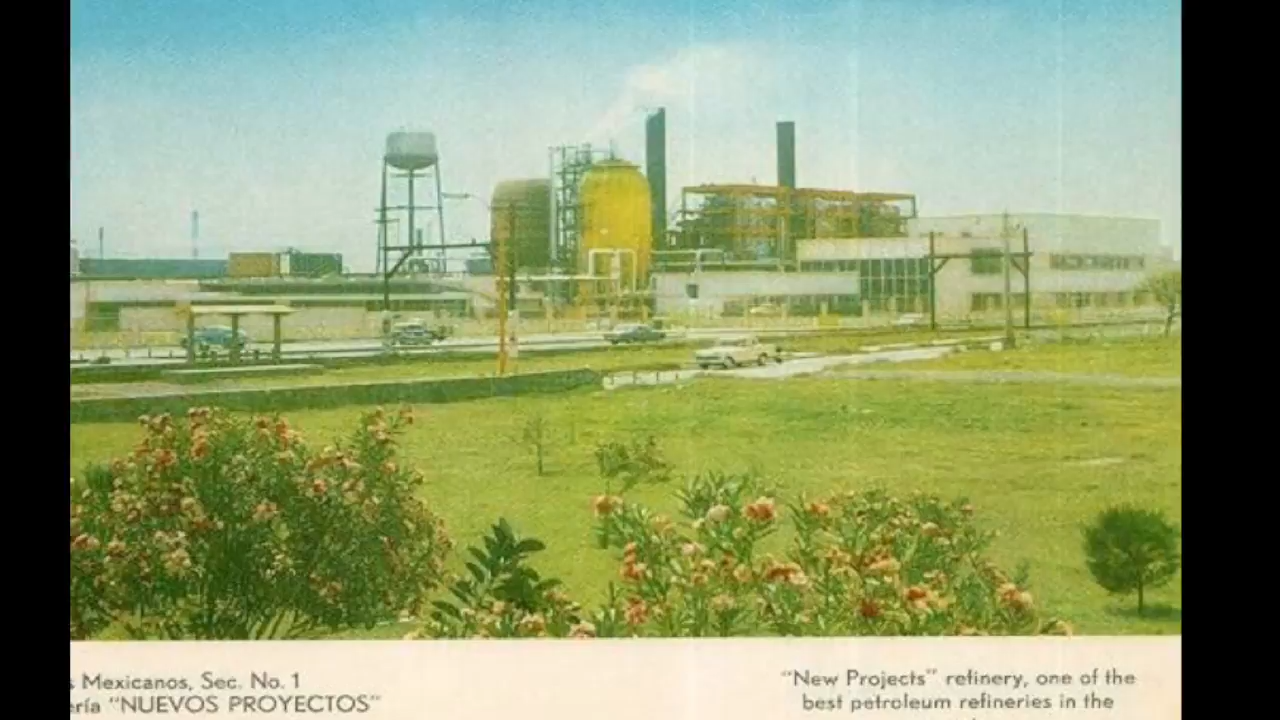 s Mexicanos, Sec. No. 1
ería "NUEVOS PROYECTOS"
"New Projects" refinery, one of the
best petroleum refineries in the